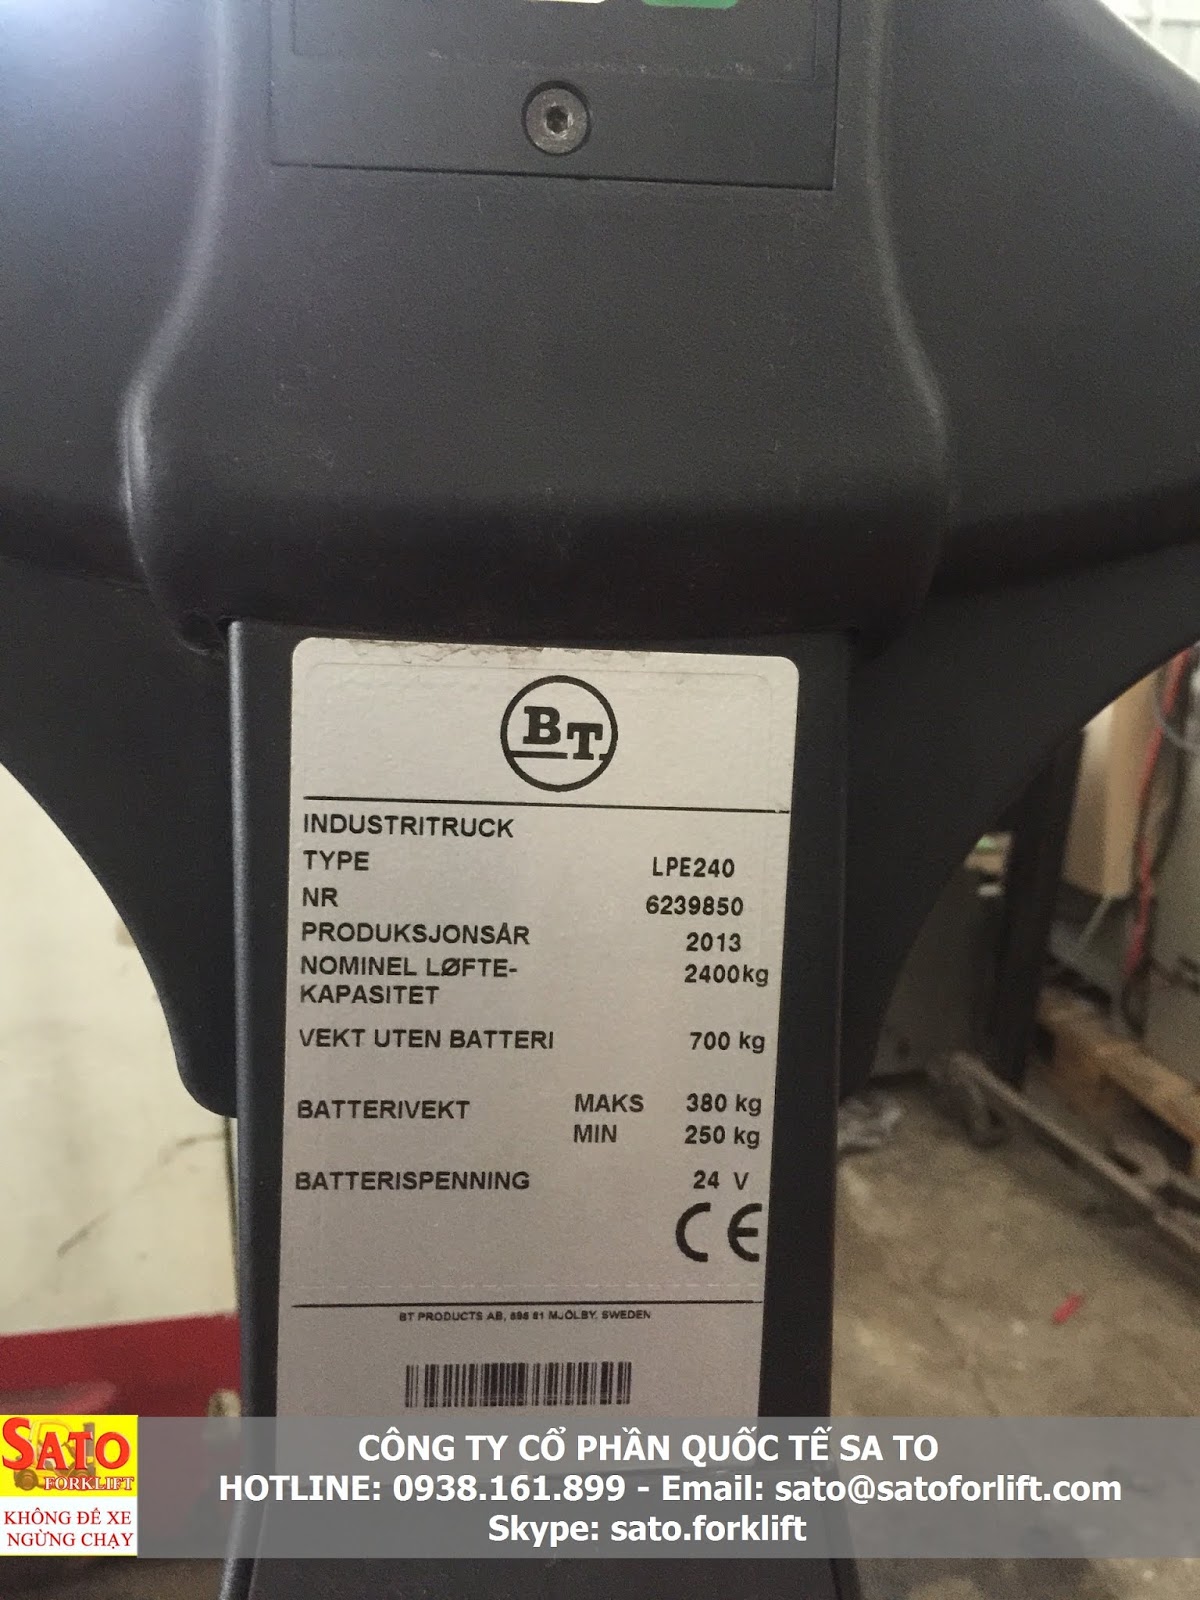 BT
INDUSTRITRUCK
TYPE LPE240
NR 6239850
PRODUKSJONSÅR 2013
NOMINEL LØFTE- 2400kg
KAPASITET
VEKT UTEN BATTERI 700 kg
BATTERIVEKT MAKS 380 kg
MIN 250 kg
BATTERISPENNING 24 V
CE
BT PRODUCTS AB, MJÖLBY, SWEDEN
SATO
FORKLIFT
KHÔNG ĐỂ XE
NGỪNG CHẠY
CÔNG TY CỔ PHẦN QUỐC TẾ SA TO
HOTLINE: 0938.161.899 - Email: sato@satoforlift.com
Skype: sato.forklift